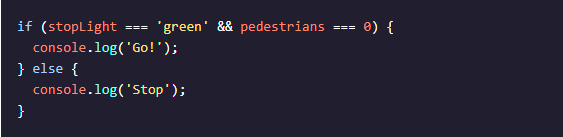 if (stopLight === 'green' && pedestrians === 0) {
  console.log('Go!');
} else {
  console.log('Stop');
}